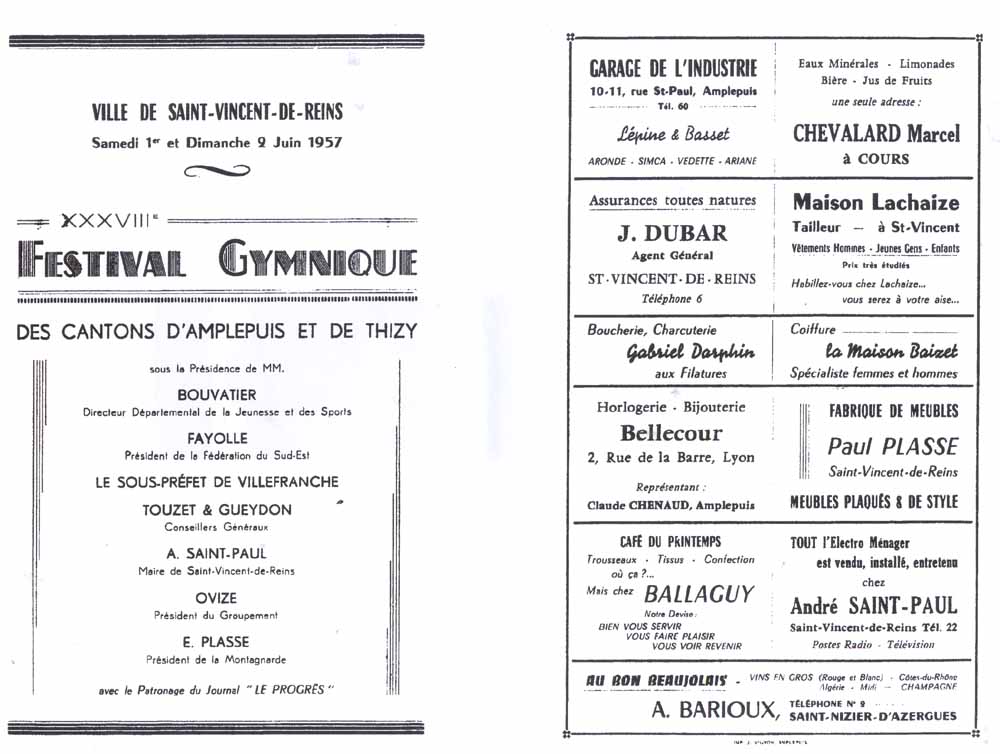 VILLE DE SAINT-VINCENT-DE-REINS
Samedi 1er et Dimanche 2 Juin 1957
XXXVIIIe
FESTIVAL GYMNIQUE
DES CANTONS D'AMPLEPUIS ET DE THIZY
sous la Présidence de MM.
BOUVATIER
Directeur Départemental de la Jeunesse et des Sports
FAYOLLE
Président de la Fédération du Sud-Est
LE SOUS-PRÉFET DE VILLEFRANCHE
TOUZET & GUEYDON
Conseillers Généraux
A. SAINT-PAUL
Maire de Saint-Vincent-de-Reins
OVIZE
Président du Groupement
E. PLASSE
Président de la Montagnarde
avec le Patronage du Journal "LE PROGRÈS"
GARAGE DE L'INDUSTRIE
10-11, rue St-Paul, Amplepuis
Tél. 60
Lépine & Basset
ARONDE - SIMCA - VEDETTE - ARIANE
Eaux Minérales - Limonades
Bière - Jus de Fruits
une seule adresse :
CHEVALARD Marcel
à COURS
Assurances toutes natures
J. DUBAR
Agent Général
ST-VINCENT-DE-REINS
Téléphone 6
Maison Lachaize
Tailleur — à St-Vincent
Vêtements Hommes - Jeunes Gens - Enfants
Prix très étudiés
Habillez-vous chez Lachaize...
vous serez à votre aise...
Boucherie, Charcuterie
Gabriel Darphin
aux Filatures
Coiffure
la Maison Baizet
Spécialiste femmes et hommes
Horlogerie - Bijouterie
Bellecour
2, Rue de la Barre, Lyon
Représentant :
Claude CHENAUD, Amplepuis
FABRIQUE DE MEUBLES
Paul PLASSE
Saint-Vincent-de-Reins
MEUBLES PLAQUÉS & DE STYLE
CAFÉ DU PRINTEMPS
Trousseaux - Tissus - Confection
où ça ?...
Mais chez BALLAGUY
Notre Devise :
BIEN VOUS SERVIR
VOUS FAIRE PLAISIR
VOUS VOIR REVENIR
TOUT l'Electro Ménager
est vendu, installé, entretenu
chez
André SAINT-PAUL
Saint-Vincent-de-Reins Tél. 22
Postes Radio - Télévision
AU BON BEAUJOLAIS - VINS EN GROS (Rouge et Blanc) - Côtes-du-Rhône
Algérie - Midi — CHAMPAGNE
A. BARIOUX, TÉLÉPHONE N° 2
SAINT-NIZIER-D'AZERGUES